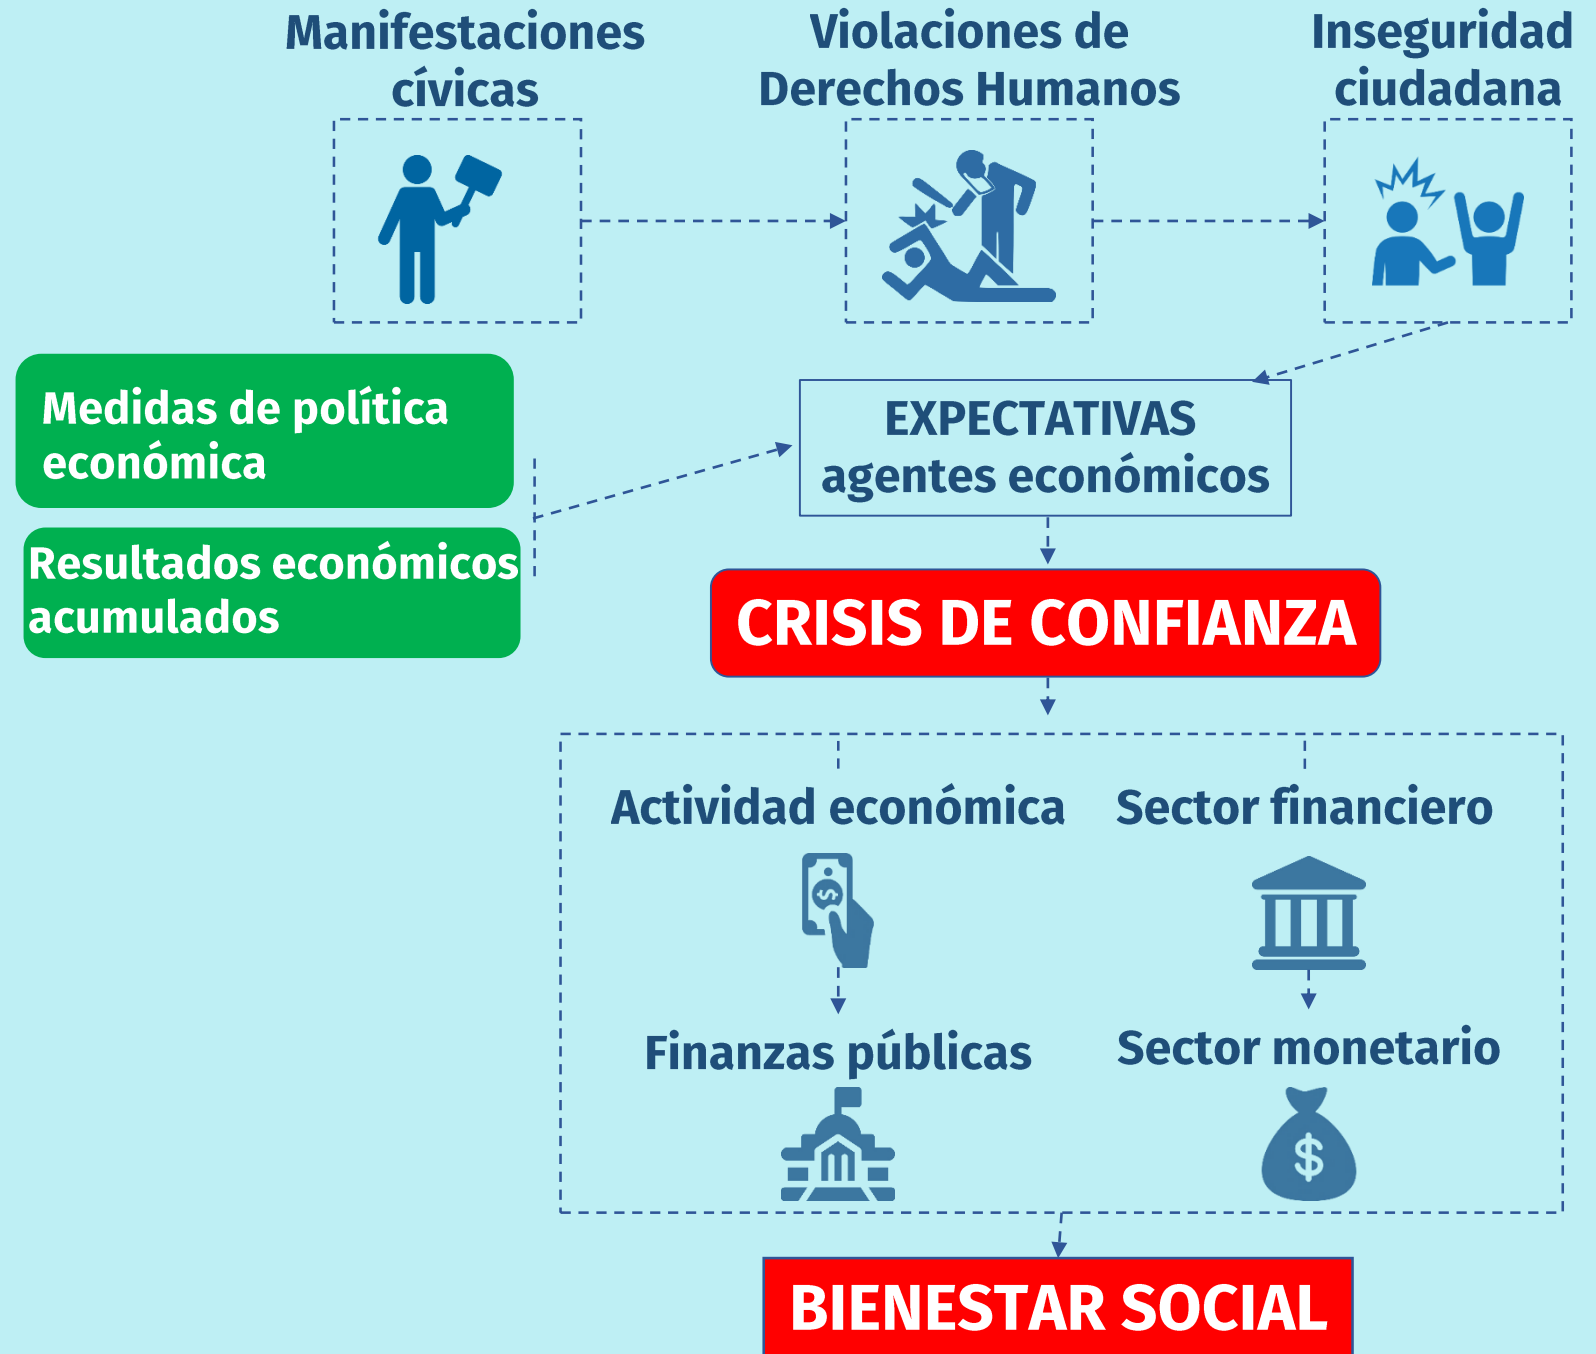 Manifestaciones
cívicas
Violaciones de
Derechos Humanos
Inseguridad
ciudadana
Medidas de política
económica
Resultados económicos
acumulados
EXPECTATIVAS
agentes económicos
CRISIS DE CONFIANZA
Actividad económica
Sector financiero
$
Finanzas públicas
Sector monetario
$
BIENESTAR SOCIAL